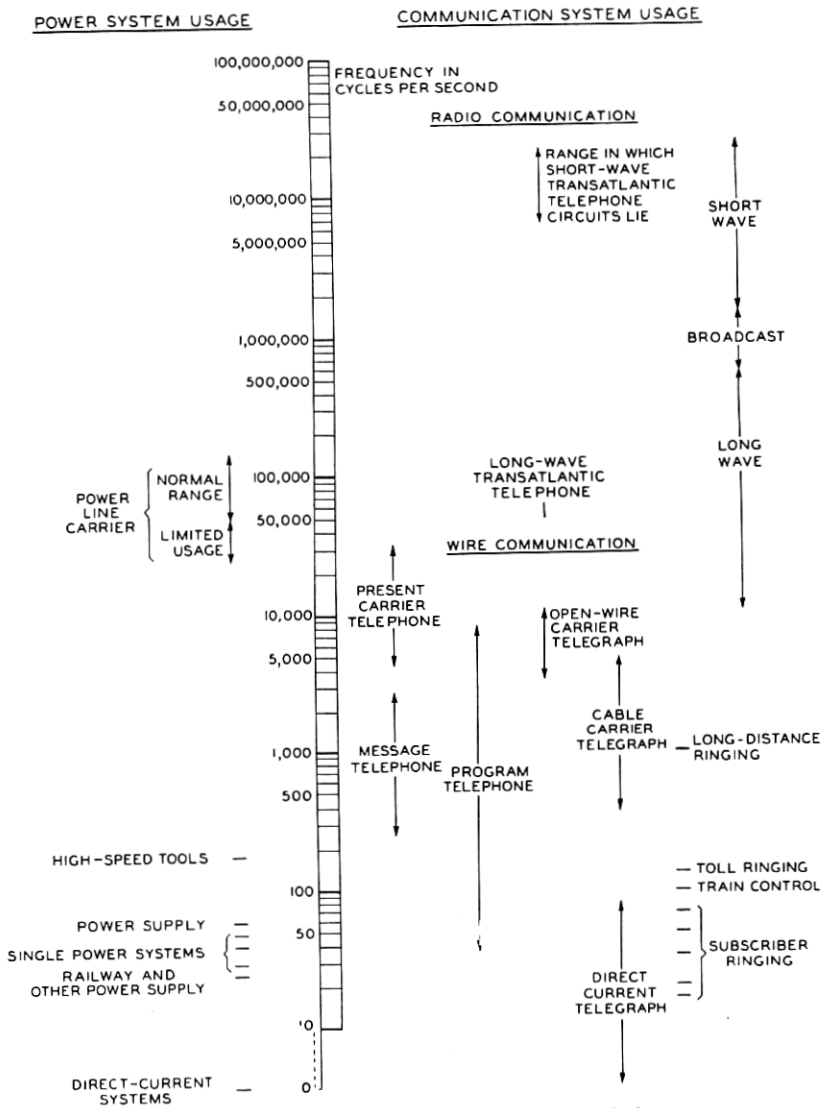 POWER SYSTEM USAGE
COMMUNICATION SYSTEM USAGE
100,000,000
FREQUENCY IN
CYCLES PER SECOND
50,000,000
RADIO COMMUNICATION
RANGE IN WHICH
SHORT-WAVE
TRANSATLANTIC
TELEPHONE
CIRCUITS LIE
10,000,000
SHORT
WAVE
5,000,000
1,000,000
BROADCAST
500,000
LONG
WAVE
LONG-WAVE
TRANSATLANTIC
TELEPHONE
100,000
NORMAL
RANGE
POWER
LINE
CARRIER
50,000
LIMITED
USAGE
WIRE COMMUNICATION
PRESENT
CARRIER
TELEPHONE
10,000
OPEN-WIRE
CARRIER
TELEGRAPH
5,000
CABLE
CARRIER
TELEGRAPH
LONG-DISTANCE
RINGING
1,000
MESSAGE
TELEPHONE
PROGRAM
TELEPHONE
500
HIGH-SPEED TOOLS
TOLL RINGING
TRAIN CONTROL
100
POWER SUPPLY
50
SINGLE POWER SYSTEMS
SUBSCRIBER
RINGING
RAILWAY AND
OTHER POWER SUPPLY
DIRECT
CURRENT
TELEGRAPH
10
DIRECT-CURRENT
SYSTEMS
0